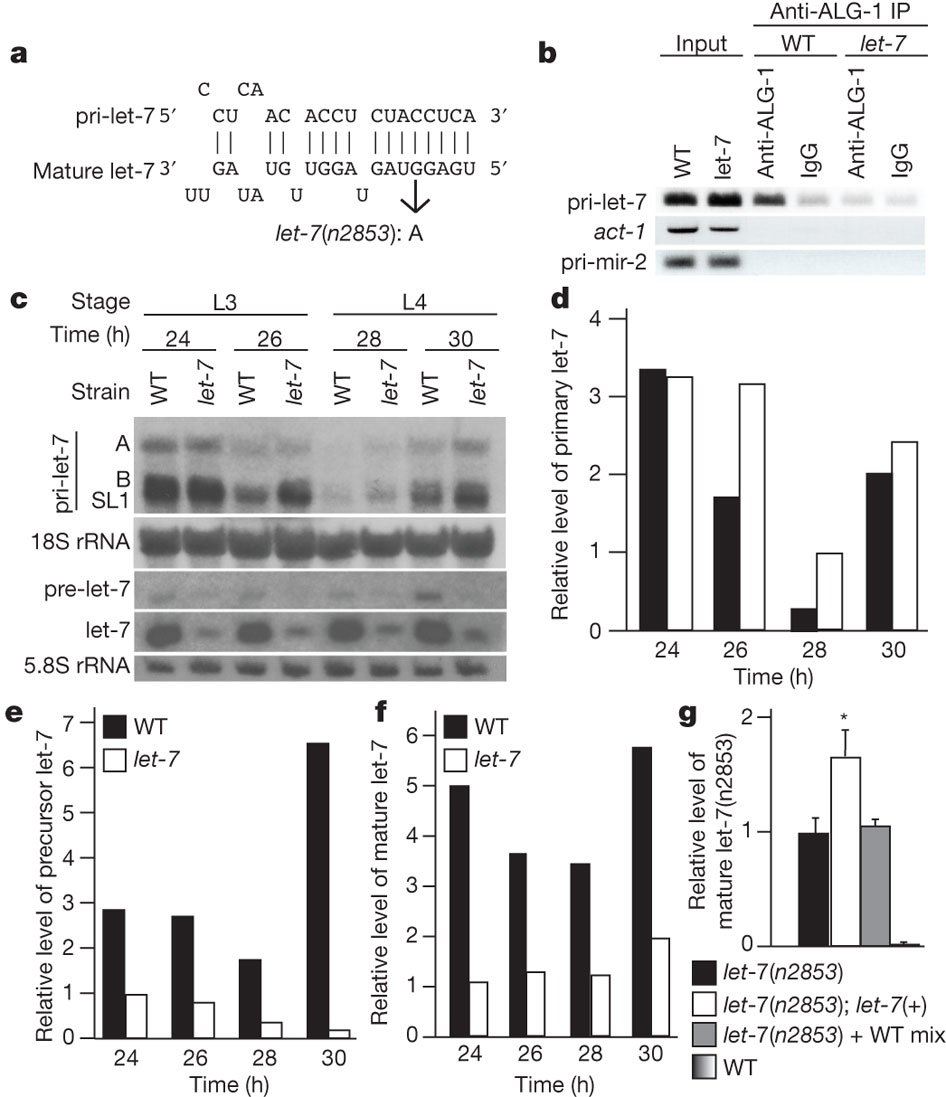 a
C CA
pri-let-7 5′ CU AC ACCU CUACCUCA 3′
Mature let-7 3′ GA UG UGGA GAUGGAGU 5′
UU UA U U
let-7(n2853): A
b
Anti-ALG-1 IP
Input WT let-7
WT let-7 Anti-ALG-1 IgG Anti-ALG-1 IgG
pri-let-7
act-1
pri-mir-2
c
Stage L3 L4
Time (h) 24 26 28 30
Strain WT let-7 WT let-7 WT let-7 WT let-7
pri-let-7
A
B
SL1
18S rRNA
pre-let-7
let-7
5.8S rRNA
d
Relative level of primary let-7
4
3
2
1
0
24 26 28 30
Time (h)
e
WT
let-7
Relative level of precursor let-7
7
6
5
4
3
2
1
0
24 26 28 30
Time (h)
f
WT
let-7
Relative level of mature let-7
6
5
4
3
2
1
0
24 26 28 30
Time (h)
g
Relative level of
mature let-7(n2853)
2
1
0
*
let-7(n2853)
let-7(n2853); let-7(+)
let-7(n2853) + WT mix
WT